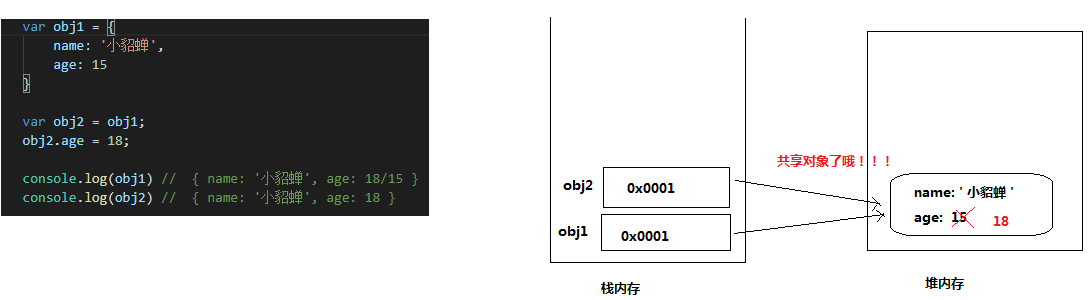 var obj1 = {
    name: '小貂蝉',
    age: 15
}
var obj2 = obj1;
obj2.age = 18;
console.log(obj1) //  { name: '小貂蝉', age: 18/15 }
console.log(obj2) //  { name: '小貂蝉', age: 18 }
共享对象了哦！！！
obj2
0x0001
obj1
0x0001
name: ' 小貂蝉 '
age: 15 18
栈内存
堆内存